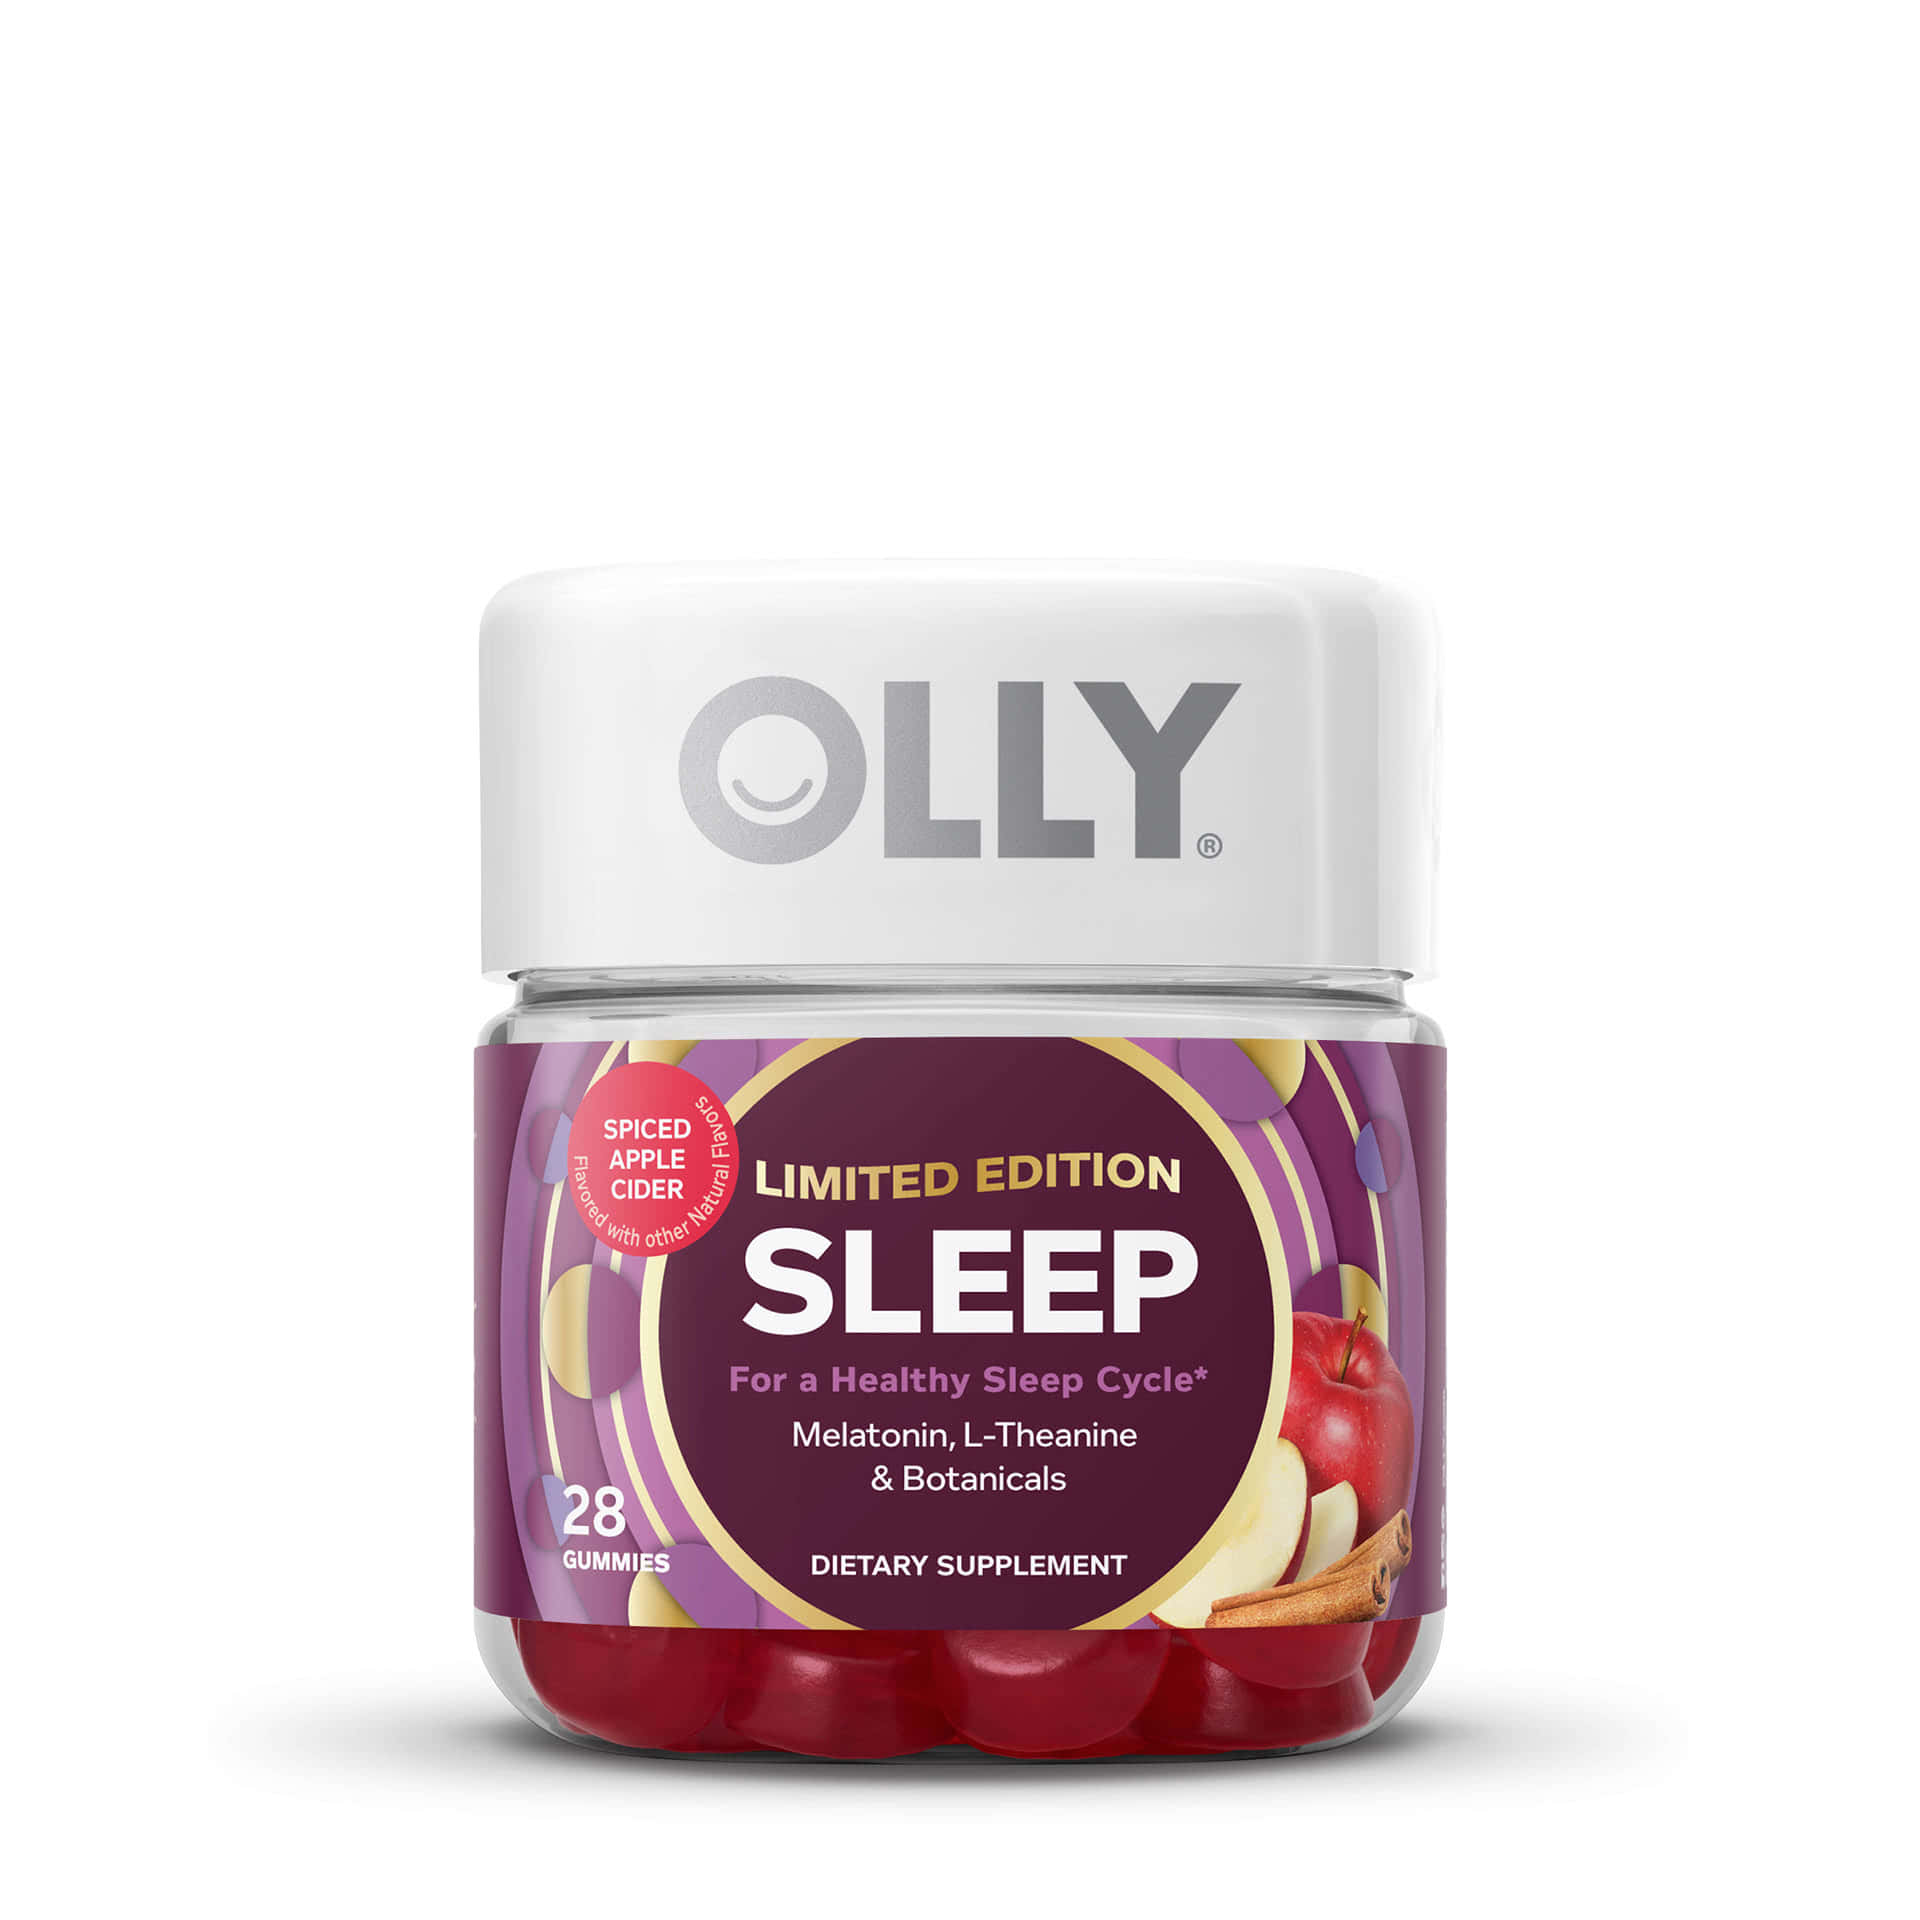 OLLY®
SPICED
APPLE
CIDER
Flavored with other Natural Flavors
LIMITED EDITION
SLEEP
For a Healthy Sleep Cycle*
Melatonin, L-Theanine
& Botanicals
28
GUMMIES
DIETARY SUPPLEMENT